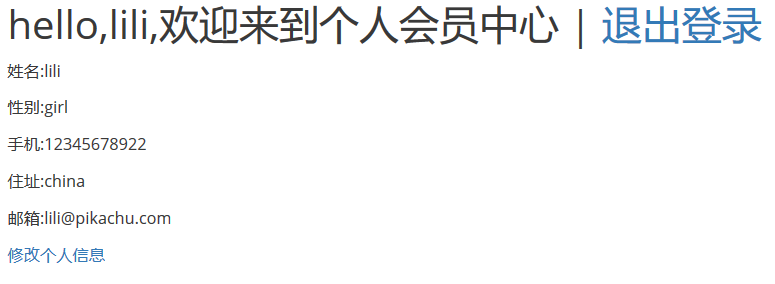 hello,lili,欢迎来到个人会员中心 | 退出登录
姓名:lili
性别:girl
手机:12345678922
住址:china
邮箱:lili@pikachu.com
修改个人信息